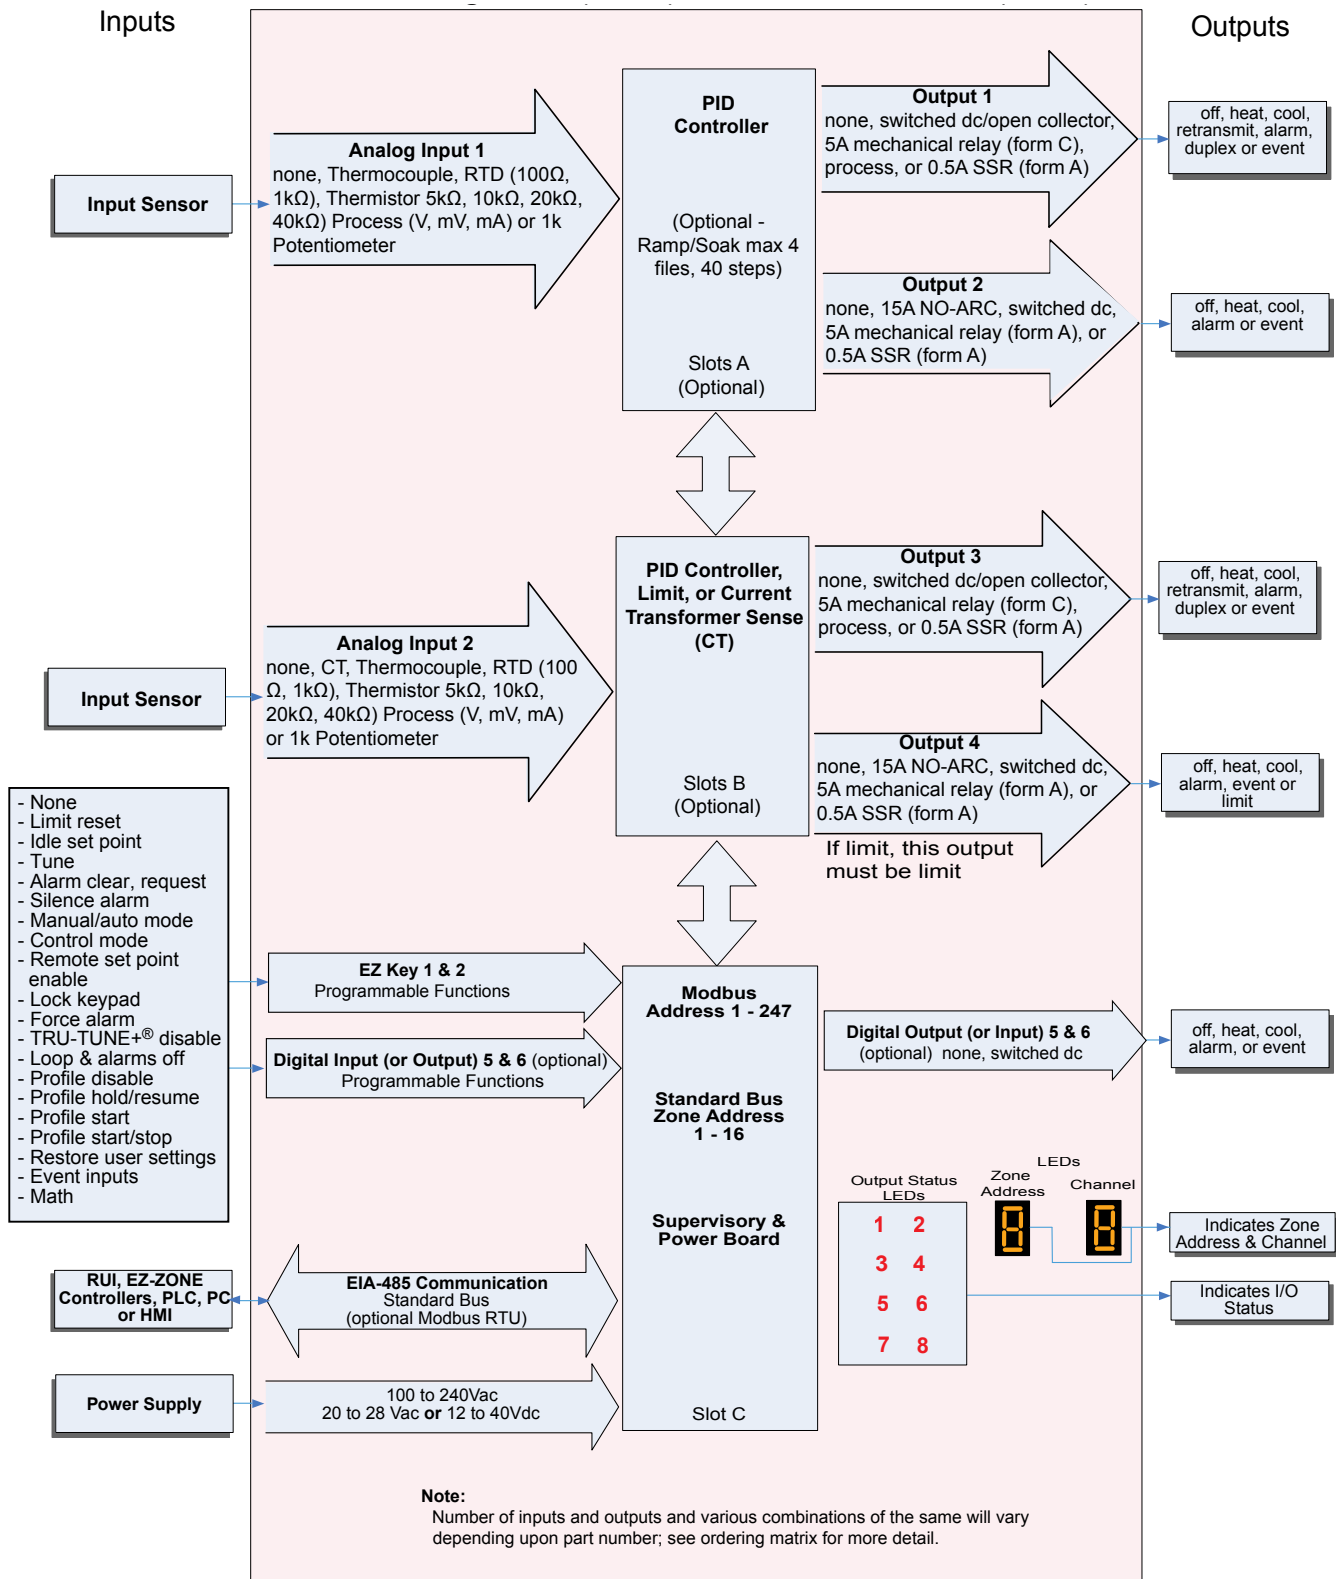 Inputs
Outputs
Input Sensor
Analog Input 1
none, Thermocouple, RTD (100Ω,
1kΩ), Thermistor 5kΩ, 10kΩ, 20kΩ,
40kΩ) Process (V, mV, mA) or 1k
Potentiometer
PID
Controller
(Optional -
Ramp/Soak max 4
files, 40 steps)
Slots A
(Optional)
Output 1
none, switched dc/open collector,
5A mechanical relay (form C),
process, or 0.5A SSR (form A)
off, heat, cool,
retransmit, alarm,
duplex or event
Output 2
none, 15A NO-ARC, switched dc,
5A mechanical relay (form A), or
0.5A SSR (form A)
off, heat, cool,
alarm or event
Input Sensor
Analog Input 2
none, CT, Thermocouple, RTD (100
Ω, 1kΩ), Thermistor 5kΩ, 10kΩ,
20kΩ, 40kΩ) Process (V, mV, mA)
or 1k Potentiometer
PID Controller,
Limit, or Current
Transformer Sense
(CT)
Slots B
(Optional)
Output 3
none, switched dc/open collector,
5A mechanical relay (form C),
process, or 0.5A SSR (form A)
off, heat, cool,
retransmit, alarm,
duplex or event
Output 4
none, 15A NO-ARC, switched dc,
5A mechanical relay (form A), or
0.5A SSR (form A)
If limit, this output
must be limit
off, heat, cool,
alarm, event or
limit
- None
- Limit reset
- Idle set point
- Tune
- Alarm clear, request
- Silence alarm
- Manual/auto mode
- Control mode
- Remote set point
enable
- Lock keypad
- Force alarm
- TRU-TUNE+® disable
- Loop & alarms off
- Profile disable
- Profile hold/resume
- Profile start
- Profile start/stop
- Restore user settings
- Event inputs
- Math
EZ Key 1 & 2
Programmable Functions
Digital Input (or Output) 5 & 6 (optional)
Programmable Functions
Modbus
Address 1 - 247
Standard Bus
Zone Address
1 - 16
Supervisory &
Power Board
Slot C
Digital Output (or Input) 5 & 6
(optional) none, switched dc
off, heat, cool,
alarm, or event
Output Status
LEDs
1 2
3 4
5 6
7 8
LEDs
Zone
Address
Channel
8
8
Indicates Zone
Address & Channel
Indicates I/O
Status
RUI, EZ-ZONE
Controllers, PLC, PC
or HMI
EIA-485 Communication
Standard Bus
(optional Modbus RTU)
Power Supply
100 to 240Vac
20 to 28 Vac or 12 to 40Vdc
Note:
Number of inputs and outputs and various combinations of the same will vary
depending upon part number; see ordering matrix for more detail.